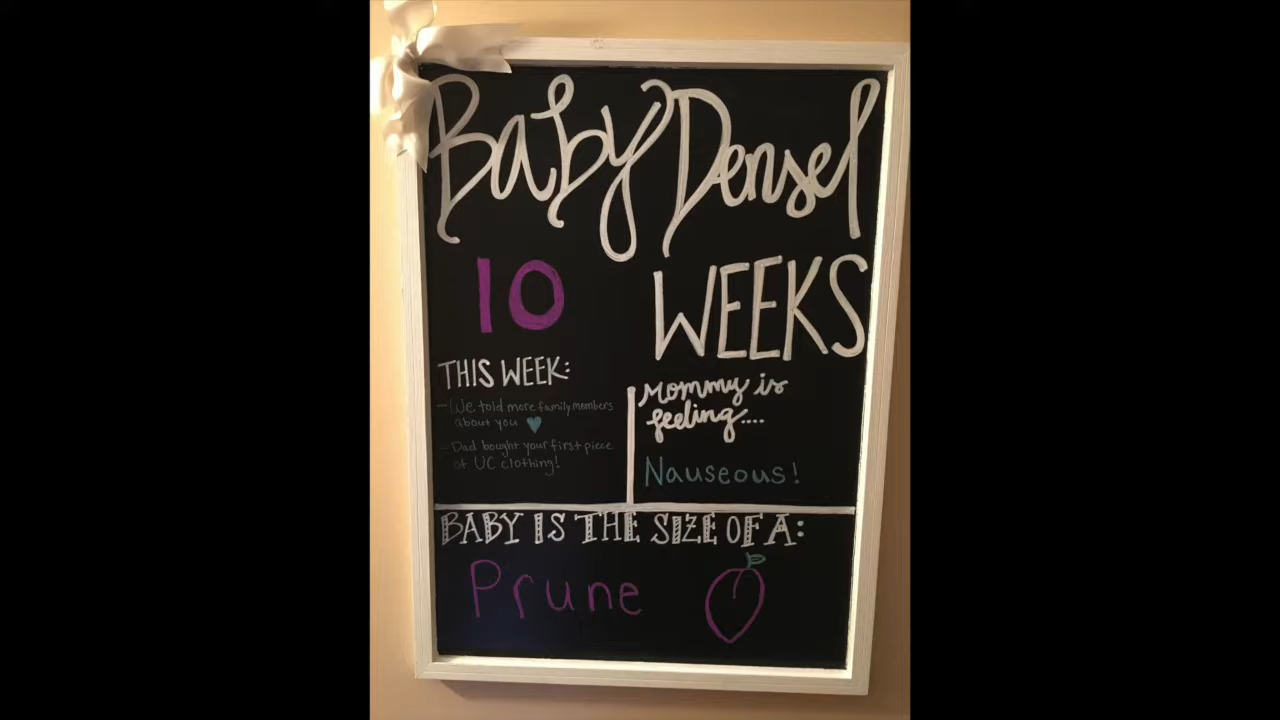 Baby Densel
10 WEEKS
THIS WEEK:
- We told more family members
about you
- Dad bought your first piece
of UC clothing!
Mommy is
feeling....
Nauseous!
BABY IS THE SIZE OF A:
Prune